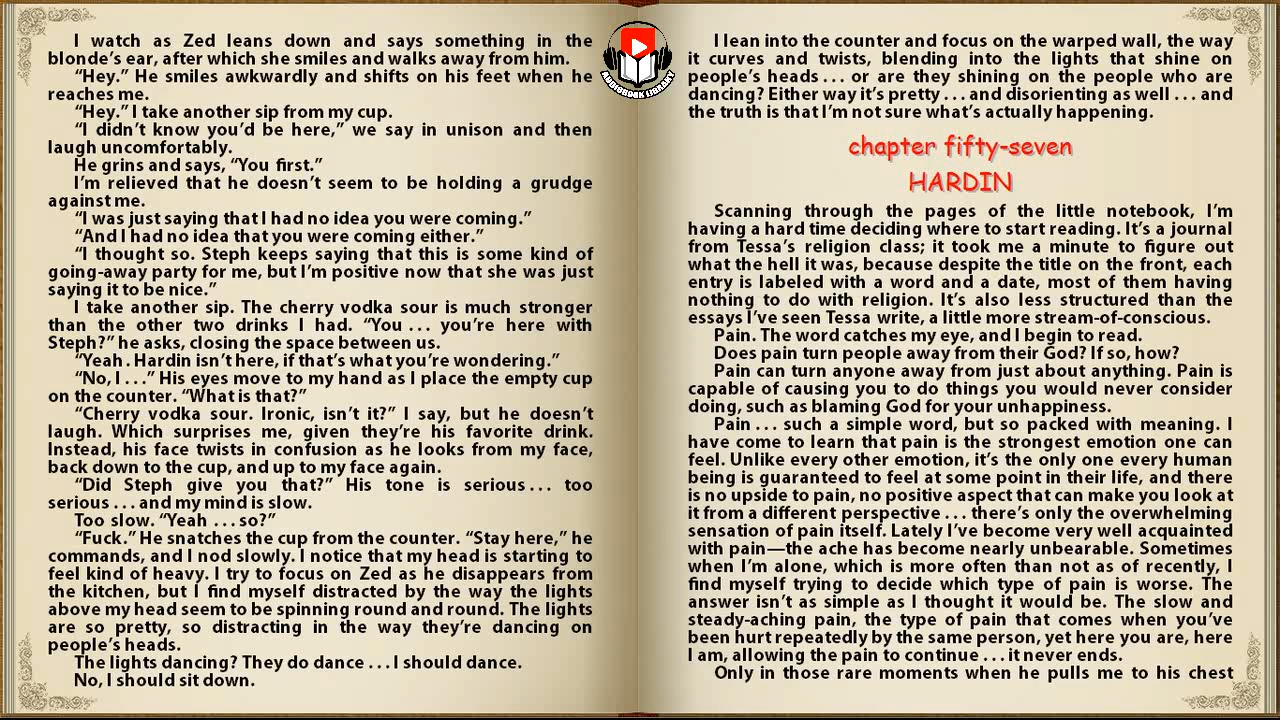 I watch as Zed leans down and says something in the
blonde's ear, after which she smiles and walks away from him.
“Hey.” He smiles awkwardly and shifts on his feet when he
reaches me.
“Hey.” I take another sip from my cup.
“I didn't know you'd be here,” we say in unison and then
laugh uncomfortably.
He grins and says, “You first.”
I'm relieved that he doesn't seem to be holding a grudge
against me.
“I was just saying that I had no idea you were coming.”
“And I had no idea that you were coming either.”
“I thought so. Steph keeps saying that this is some kind of
going-away party for me, but I'm positive now that she was just
saying it to be nice.”
I take another sip. The cherry vodka sour is much stronger
than the other two drinks I had. “You . . . you're here with
Steph?” he asks, closing the space between us.
“Yeah . Hardin isn't here, if that's what you're wondering.”
“No, I . . .” His eyes move to my hand as I place the empty cup
on the counter. “What is that?”
“Cherry vodka sour. Ironic, isn't it?” I say, but he doesn't
laugh. Which surprises me, given they're his favorite drink.
Instead, his face twists in confusion as he looks from my face,
back down to the cup, and up to my face again.
“Did Steph give you that?” His tone is serious . . . too
serious . . . and my mind is slow.
Too slow. “Yeah . . . so?”
“Fuck.” He snatches the cup from the counter. “Stay here,” he
commands, and I nod slowly. I notice that my head is starting to
feel kind of heavy. I try to focus on Zed as he disappears from
the kitchen, but I find myself distracted by the way the lights
above my head seem to be spinning round and round. The lights
are so pretty, so distracting in the way they're dancing on
people's heads.
The lights dancing? They do dance . . . I should dance.
No, I should sit down.
AUDIOBOOK LIBRARY
I lean into the counter and focus on the warped wall, the way
it curves and twists, blending into the lights that shine on
people's heads . . . or are they shining on the people who are
dancing? Either way it's pretty . . . and disorienting as well . . . and
the truth is that I'm not sure what's actually happening.
chapter fifty-seven
HARDIN
Scanning through the pages of the little notebook, I'm
having a hard time deciding where to start reading. It's a journal
from Tessa's religion class; it took me a minute to figure out
what the hell it was, because despite the title on the front, each
entry is labeled with a word and a date, most of them having
nothing to do with religion. It's also less structured than the
essays I've seen Tessa write, a little more stream-of-conscious.
Pain. The word catches my eye, and I begin to read.
Does pain turn people away from their God? If so, how?
Pain can turn anyone away from just about anything. Pain is
capable of causing you to do things you would never consider
doing, such as blaming God for your unhappiness.
Pain . . . such a simple word, but so packed with meaning. I
have come to learn that pain is the strongest emotion one can
feel. Unlike every other emotion, it's the only one every human
being is guaranteed to feel at some point in their life, and there
is no upside to pain, no positive aspect that can make you look at
it from a different perspective . . . there's only the overwhelming
sensation of pain itself. Lately I've become very well acquainted
with pain—the ache has become nearly unbearable. Sometimes
when I'm alone, which is more often than not as of recently, I
find myself trying to decide which type of pain is worse. The
answer isn't as simple as I thought it would be. The slow and
steady-aching pain, the type of pain that comes when you've
been hurt repeatedly by the same person, yet here you are, here
I am, allowing the pain to continue . . . it never ends.
Only in those rare moments when he pulls me to his chest